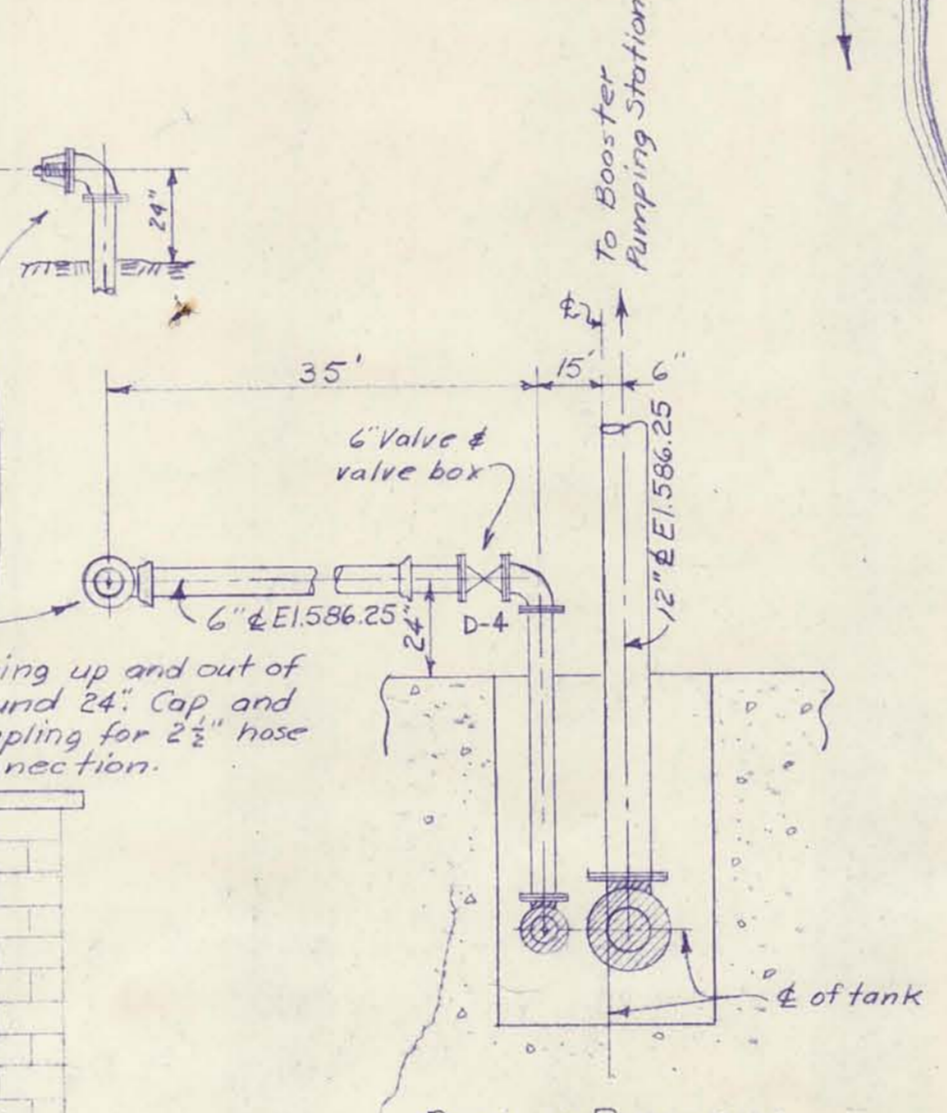 To Booster
Pumping Station
24"
℄
35'
15'
6"
6" Valve &
valve box
12" ℄ El.586.25
6" ℄ El.586.25
24"
D-4
ing up and out of
und 24". Cap and
pling for 2½" hose
nection.
℄ of tank